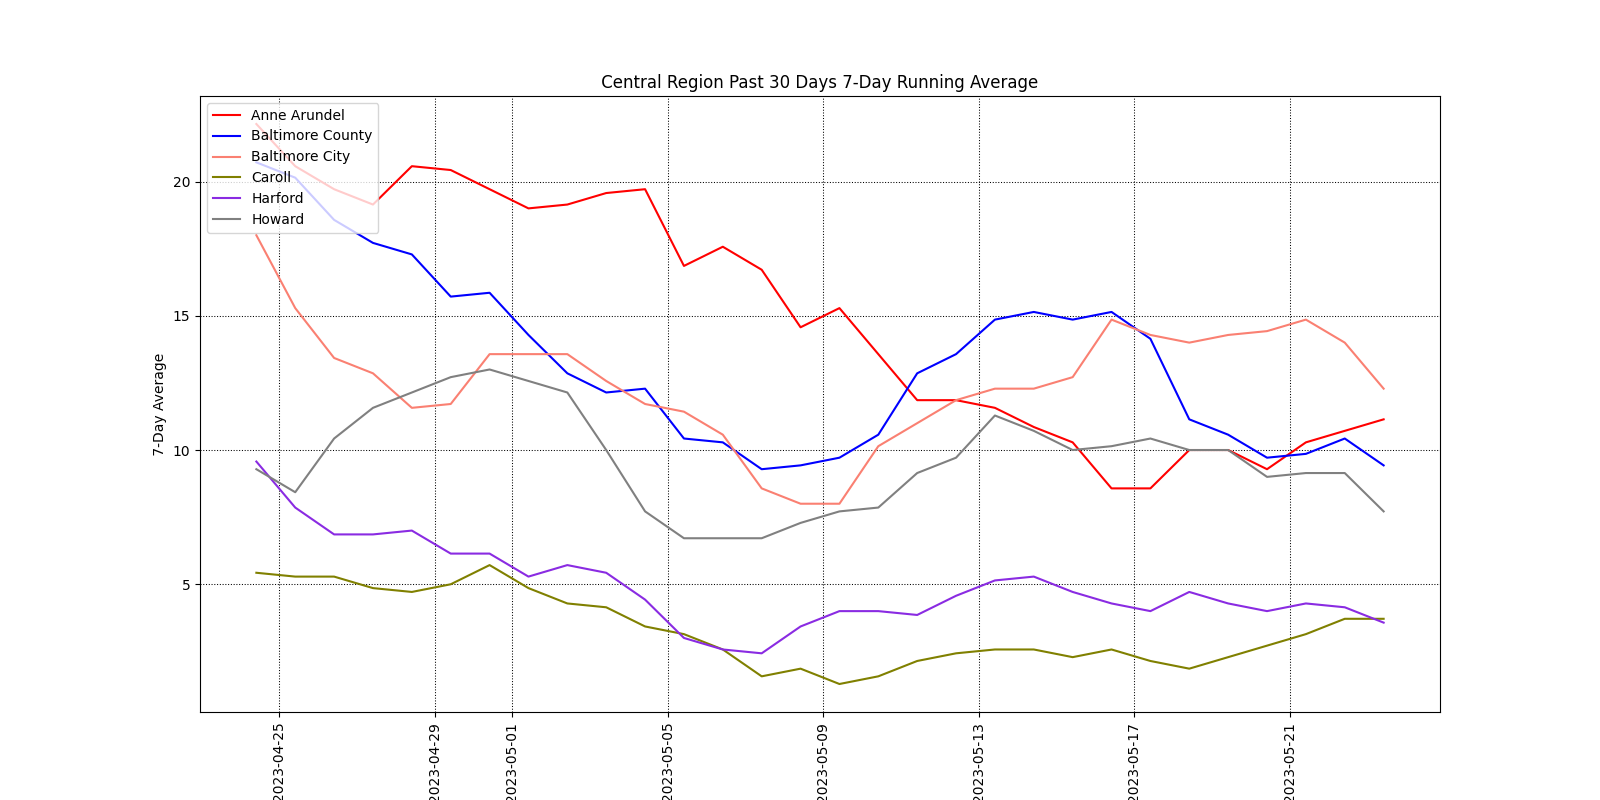 Central Region Past 30 Days 7-Day Running Average
Anne Arundel
Baltimore County
Baltimore City
Caroll
Harford
Howard
20
15
10
5
7-Day Average
2023-04-25
2023-04-29
2023-05-01
2023-05-05
2023-05-09
2023-05-13
2023-05-17
2023-05-21